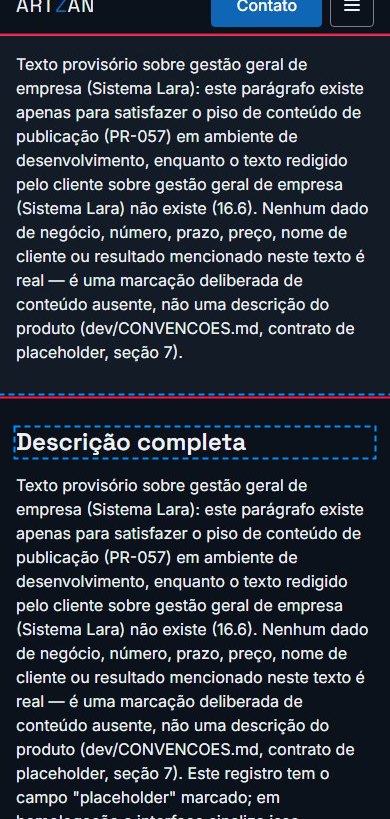 ARTZAN
Contato
Texto provisório sobre gestão geral de
empresa (Sistema Lara): este parágrafo existe
apenas para satisfazer o piso de conteúdo de
publicação (PR-057) em ambiente de
desenvolvimento, enquanto o texto redigido
pelo cliente sobre gestão geral de empresa
(Sistema Lara) não existe (16.6). Nenhum dado
de negócio, número, prazo, preço, nome de
cliente ou resultado mencionado neste texto é
real — é uma marcação deliberada de
conteúdo ausente, não uma descrição do
produto (dev/CONVENCOES.md, contrato de
placeholder, seção 7).
Descrição completa
Texto provisório sobre gestão geral de
empresa (Sistema Lara): este parágrafo existe
apenas para satisfazer o piso de conteúdo de
publicação (PR-057) em ambiente de
desenvolvimento, enquanto o texto redigido
pelo cliente sobre gestão geral de empresa
(Sistema Lara) não existe (16.6). Nenhum dado
de negócio, número, prazo, preço, nome de
cliente ou resultado mencionado neste texto é
real — é uma marcação deliberada de
conteúdo ausente, não uma descrição do
produto (dev/CONVENCOES.md, contrato de
placeholder, seção 7). Este registro tem o
campo "placeholder" marcado; em